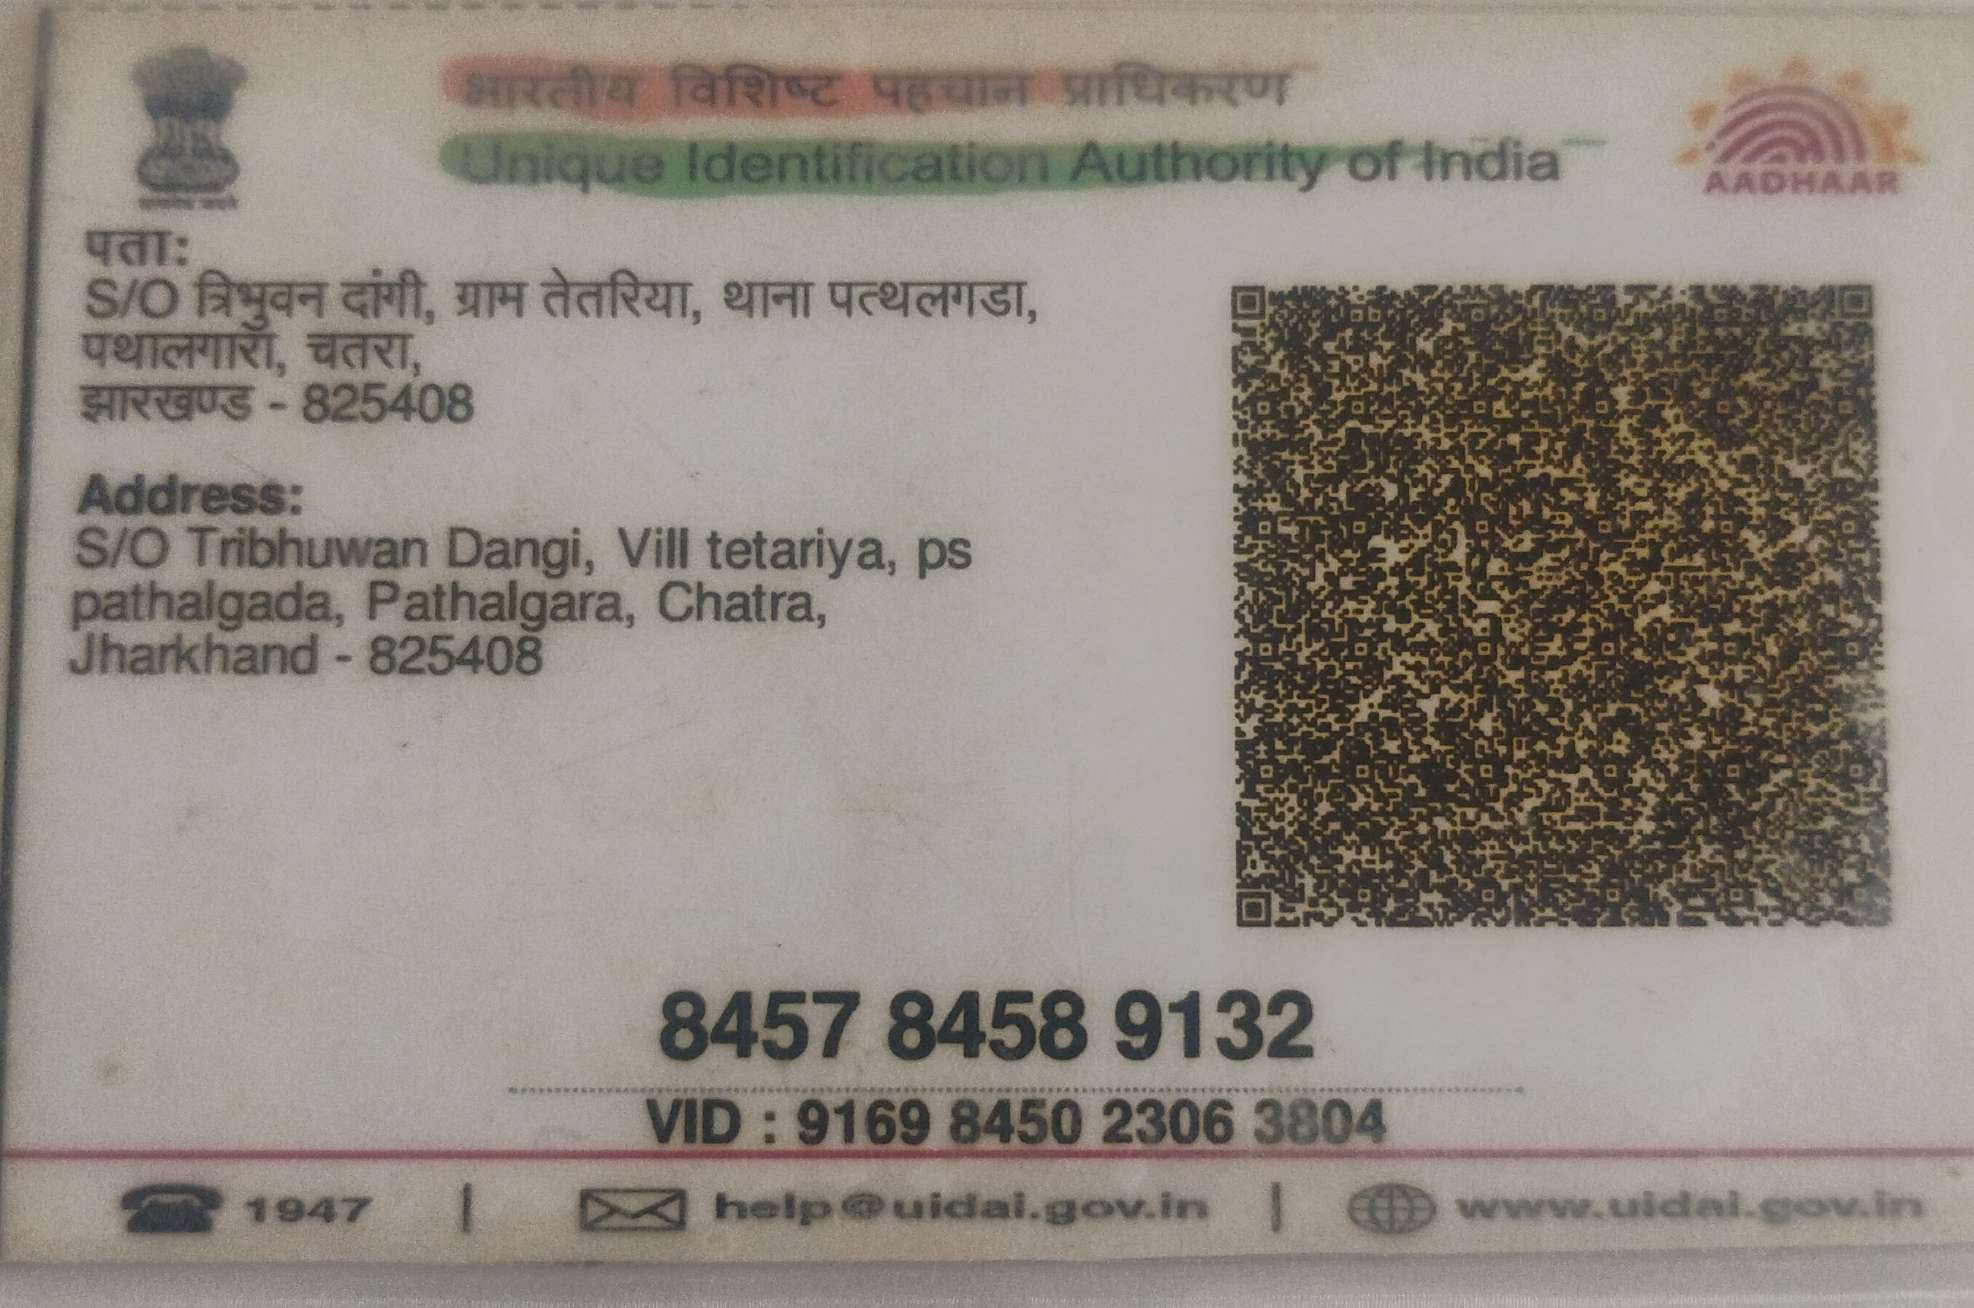 भारतीय विशिष्ट पहचान प्राधिकरण
Unique Identification Authority of India
AADHAAR
पता:
S/O त्रिभुवन दांगी, ग्राम तेतरिया, थाना पत्थलगडा,
पथालगारा, चतरा,
झारखण्ड - 825408
Address:
S/O Tribhuwan Dangi, Vill tetariya, ps
pathalgada, Pathalgara, Chatra,
Jharkhand - 825408
8457 8458 9132
VID : 9169 8450 2306 3804
1947 | help@uidai.gov.in | www.uidai.gov.in